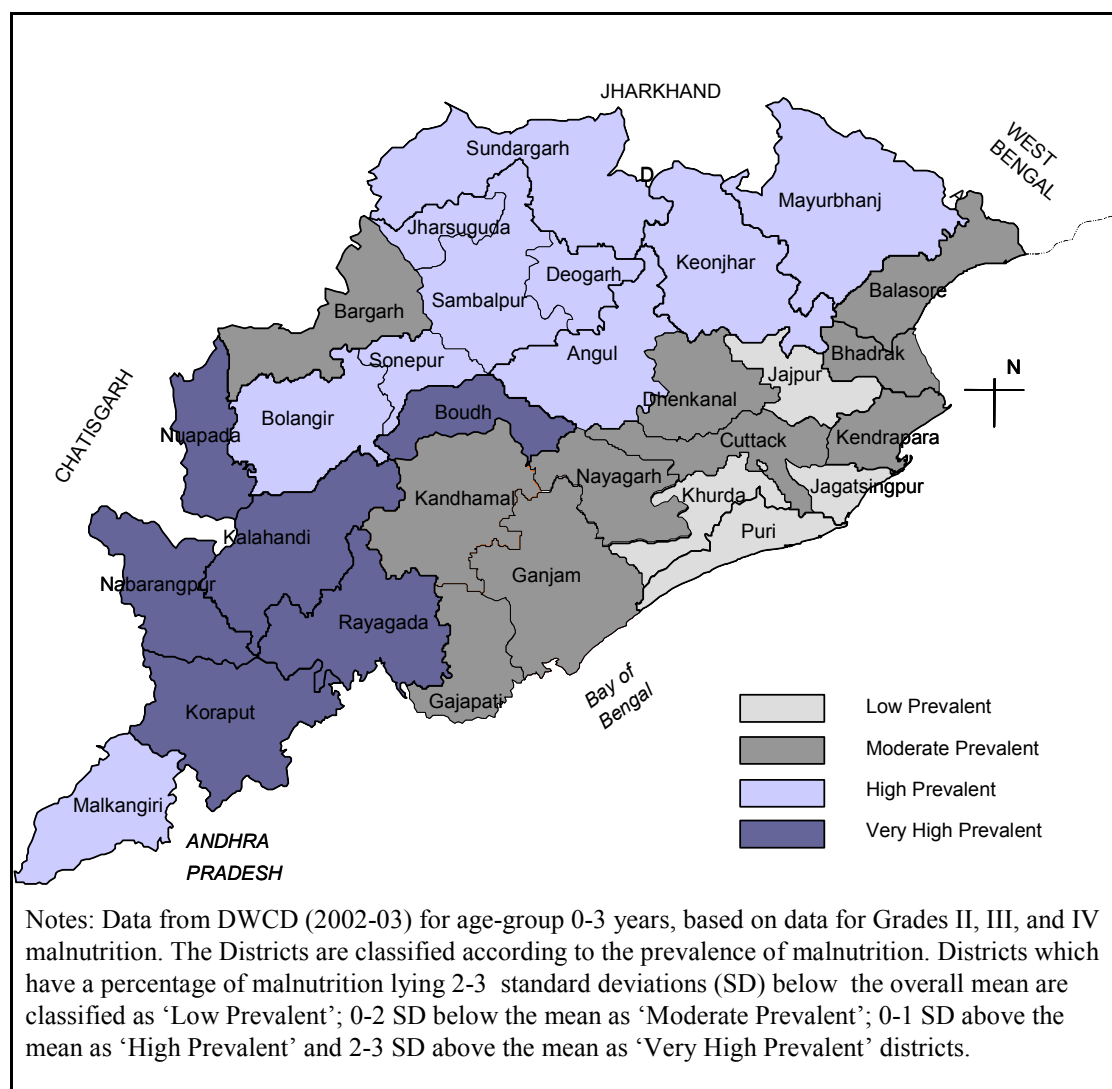 JHARKHAND
WEST
BENGAL
Sundargarh
D
Mayurbhanj
Jharsuguda
Keonjhar
Deogarh
Balasore
Sambalpur
Bargarh
Bhadrak
Angul
Sonepur
Jajpur
N
CHATISGARH
Dhenkanal
Bolangir
Boudh
Nuapada
Cuttack
Kendrapara
Nayagarh
Kandhamal
Khurda
Jagatsingpur
Puri
Kalahandi
Ganjam
Nabarangpur
Rayagada
Bay of
Bengal
Gajapati
Koraput
Low Prevalent
Moderate Prevalent
High Prevalent
Very High Prevalent
Malkangiri
ANDHRA
PRADESH
Notes: Data from DWCD (2002-03) for age-group 0-3 years, based on data for Grades II, III, and IV
malnutrition. The Districts are classified according to the prevalence of malnutrition. Districts which
have a percentage of malnutrition lying 2-3 standard deviations (SD) below the overall mean are
classified as ‘Low Prevalent’; 0-2 SD below the mean as ‘Moderate Prevalent’; 0-1 SD above the
mean as ‘High Prevalent’ and 2-3 SD above the mean as ‘Very High Prevalent’ districts.